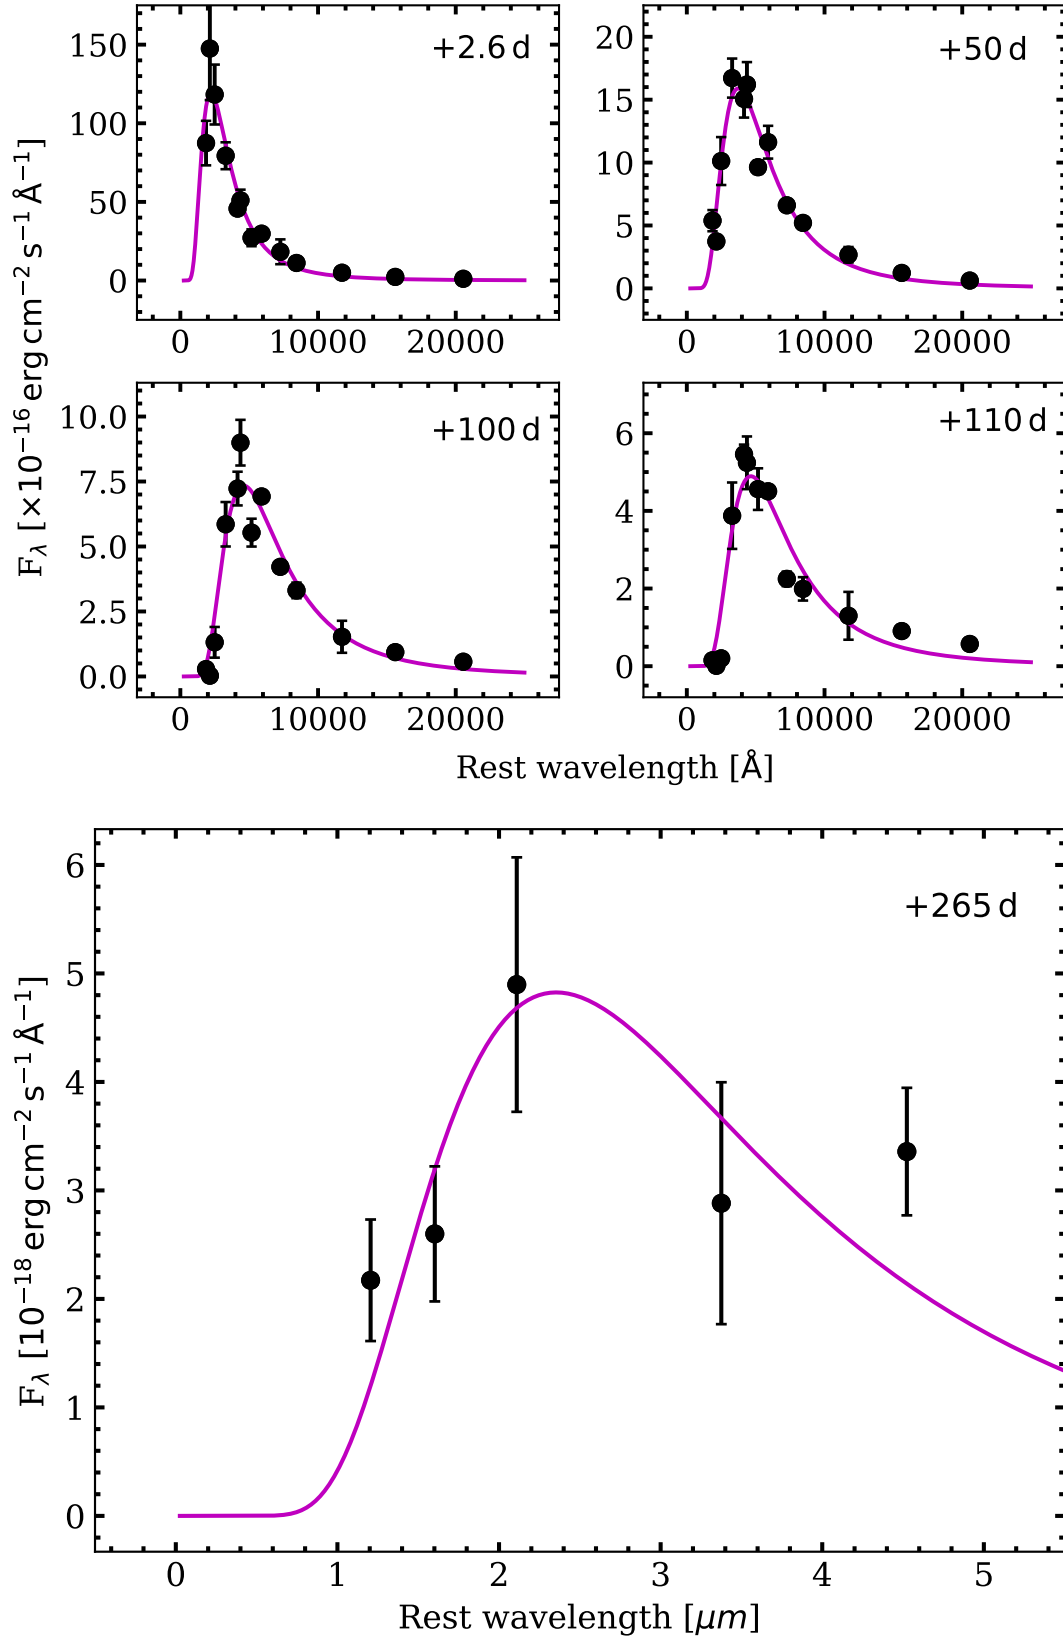 +2.6 d
150
100
50
0
0 10000 20000
+50 d
20
15
10
5
0
0 10000 20000
F_λ [×10^−16 erg cm^−2 s^−1 Å^−1]
+100 d
10.0
7.5
5.0
2.5
0.0
0 10000 20000
+110 d
6
4
2
0
0 10000 20000
Rest wavelength [Å]
+265 d
F_λ [10^−18 erg cm^−2 s^−1 Å^−1]
6
5
4
3
2
1
0
0 1 2 3 4 5
Rest wavelength [μm]